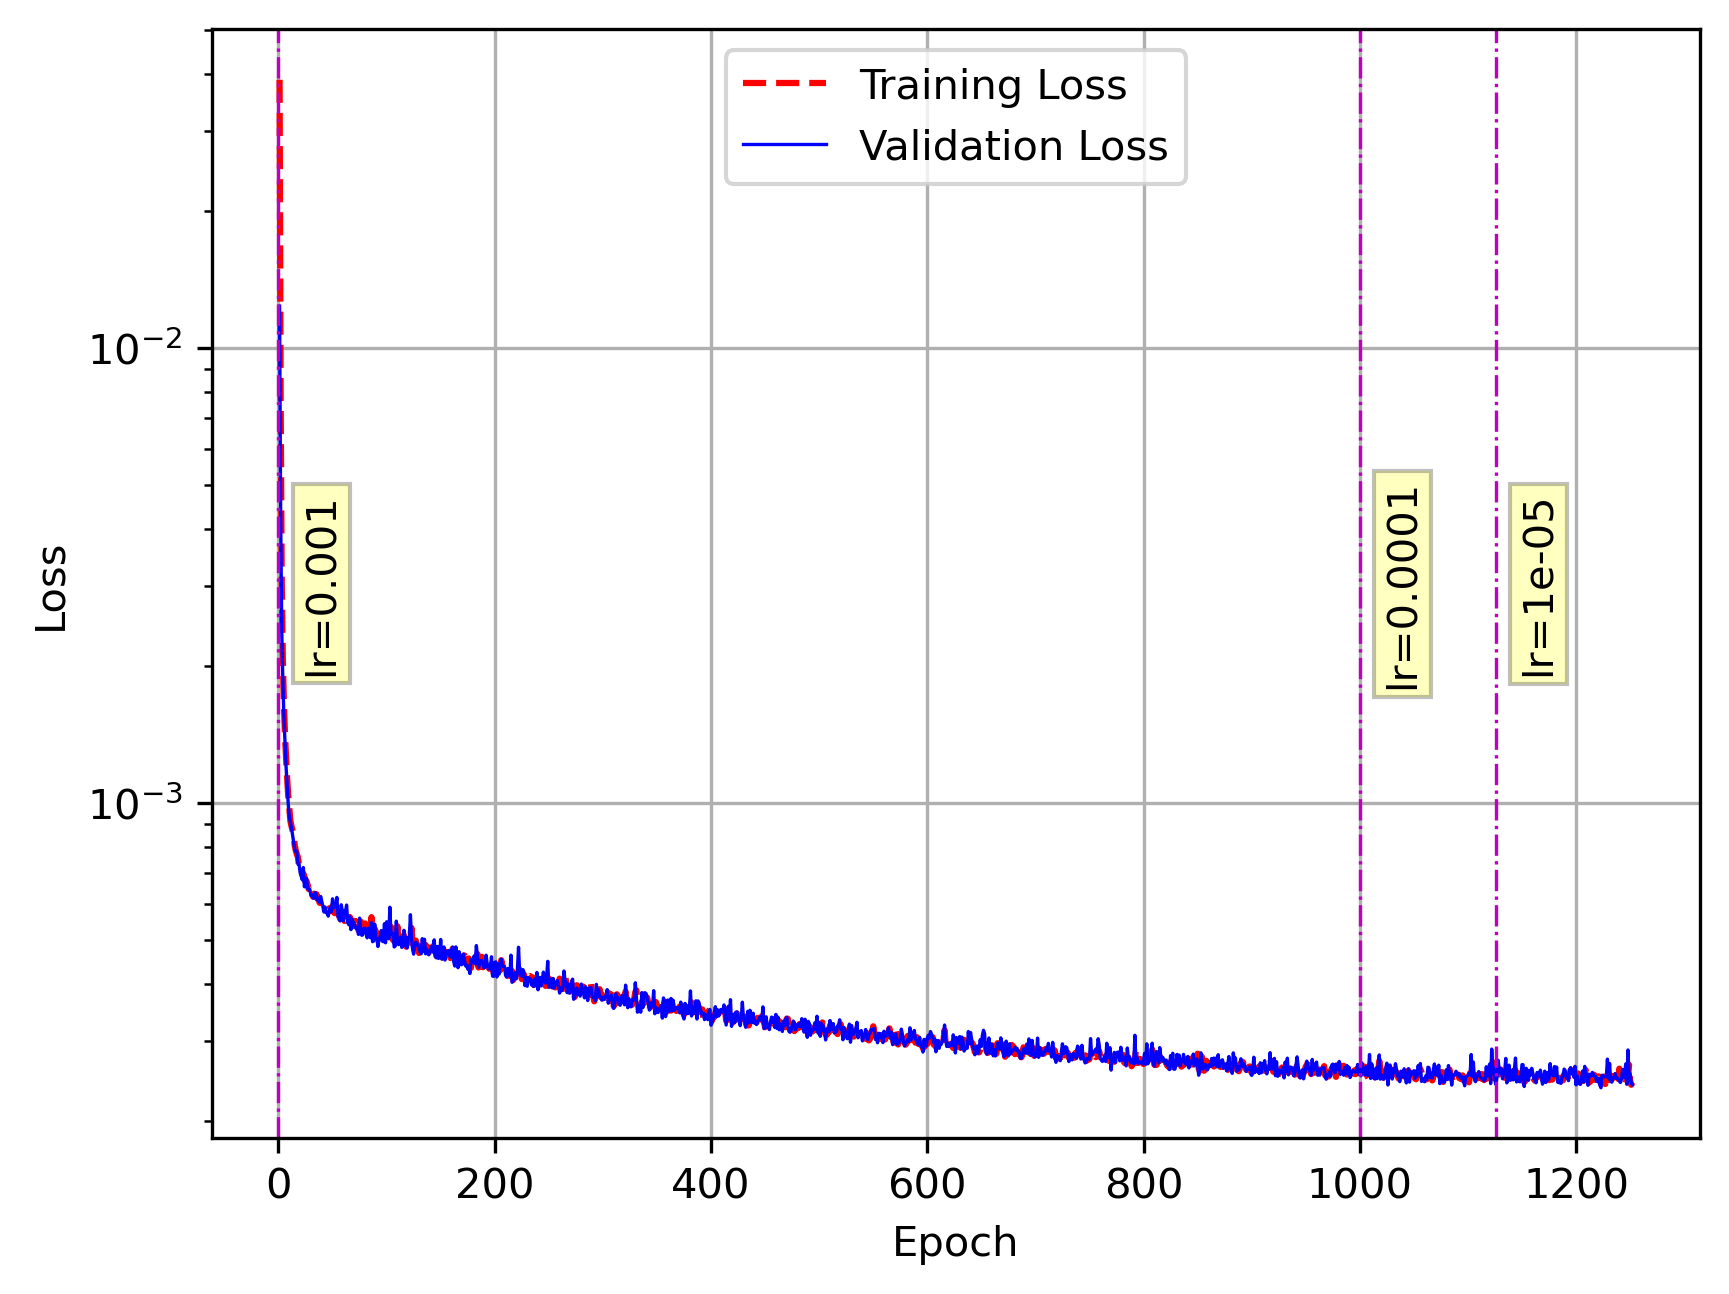 Training Loss
Validation Loss
10⁻²
10⁻³
Loss
lr=0.001
lr=0.0001
lr=1e-05
0 200 400 600 800 1000 1200
Epoch